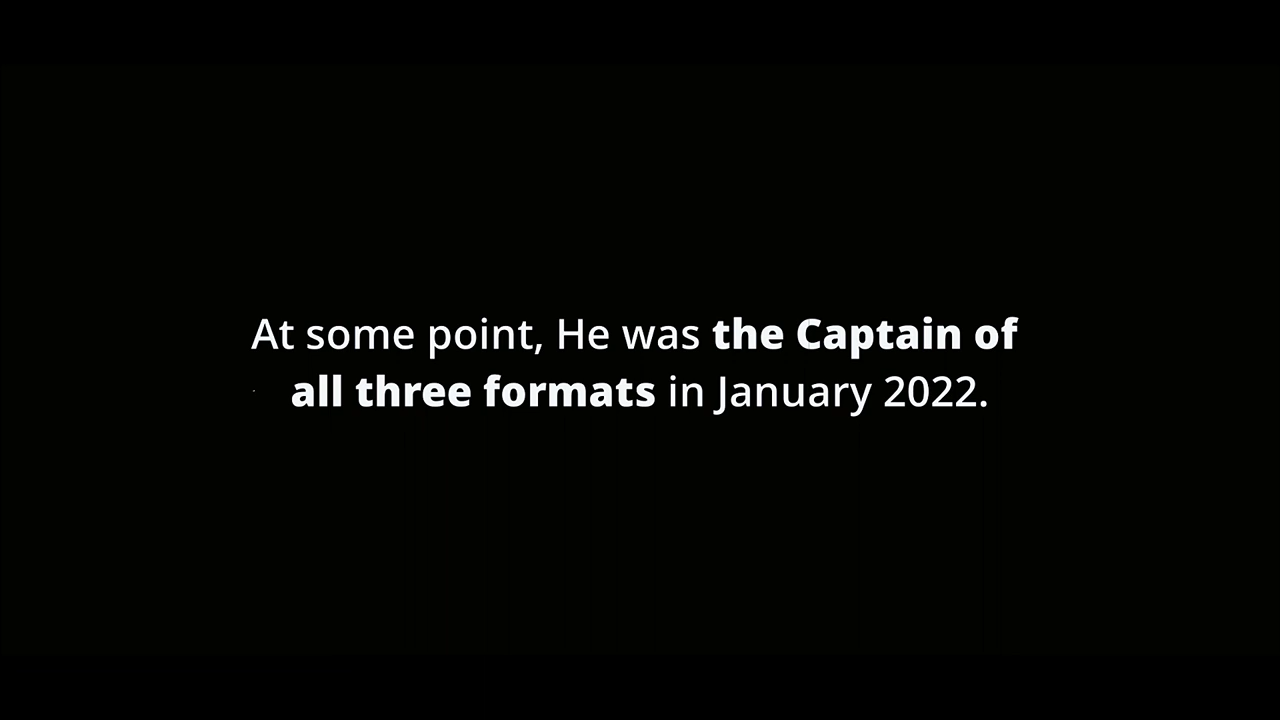 At some point, He was the Captain of
all three formats in January 2022.